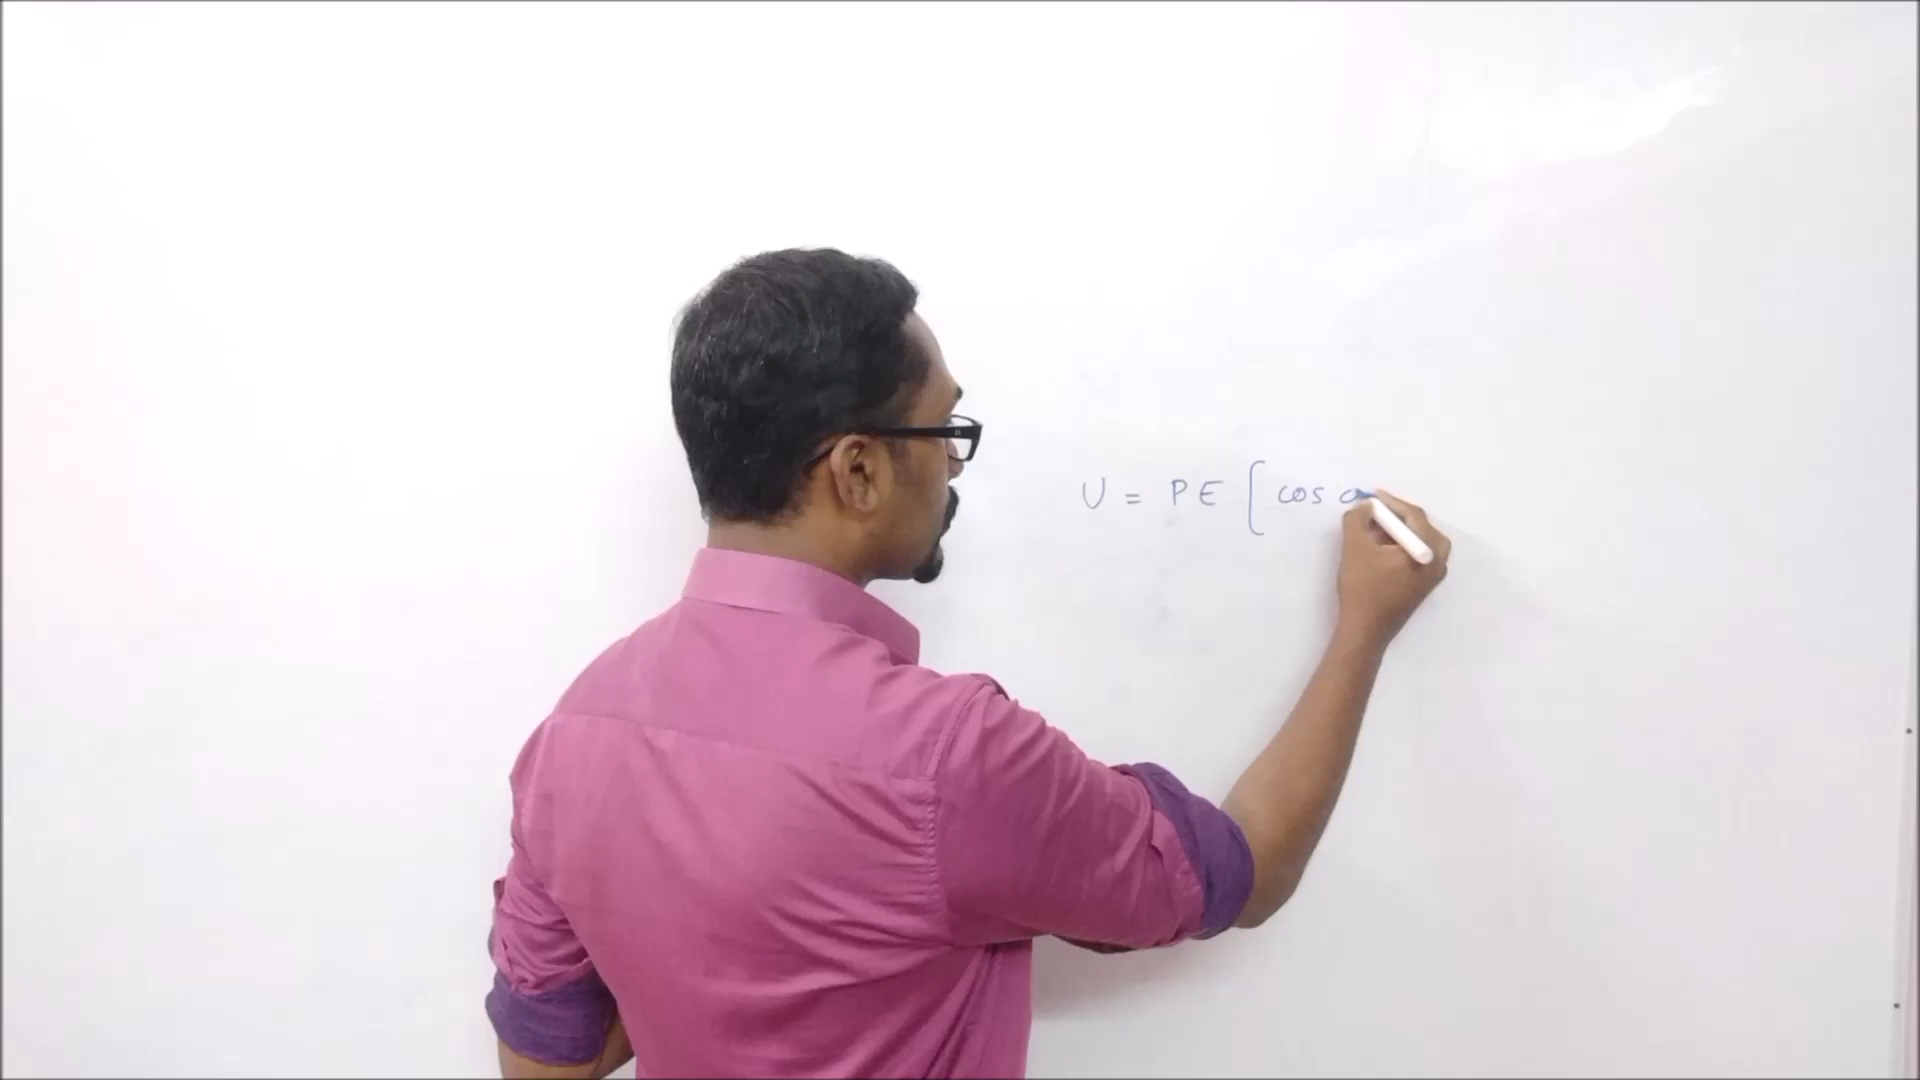 U = PE [ cos